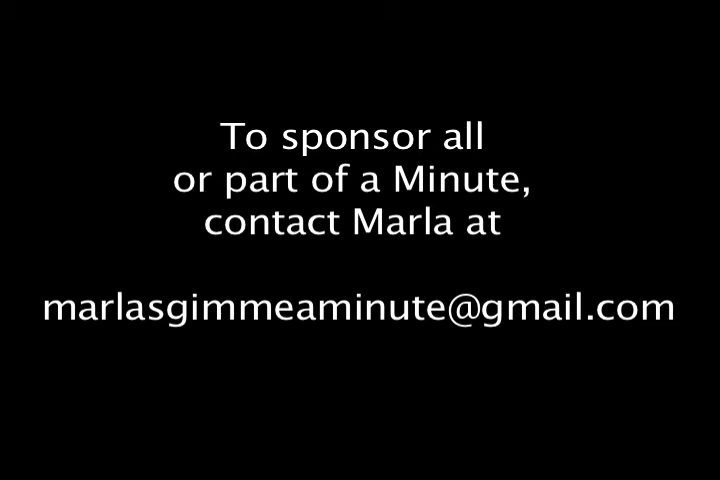 To sponsor all
or part of a Minute,
contact Marla at
marlasgimmeaminute@gmail.com